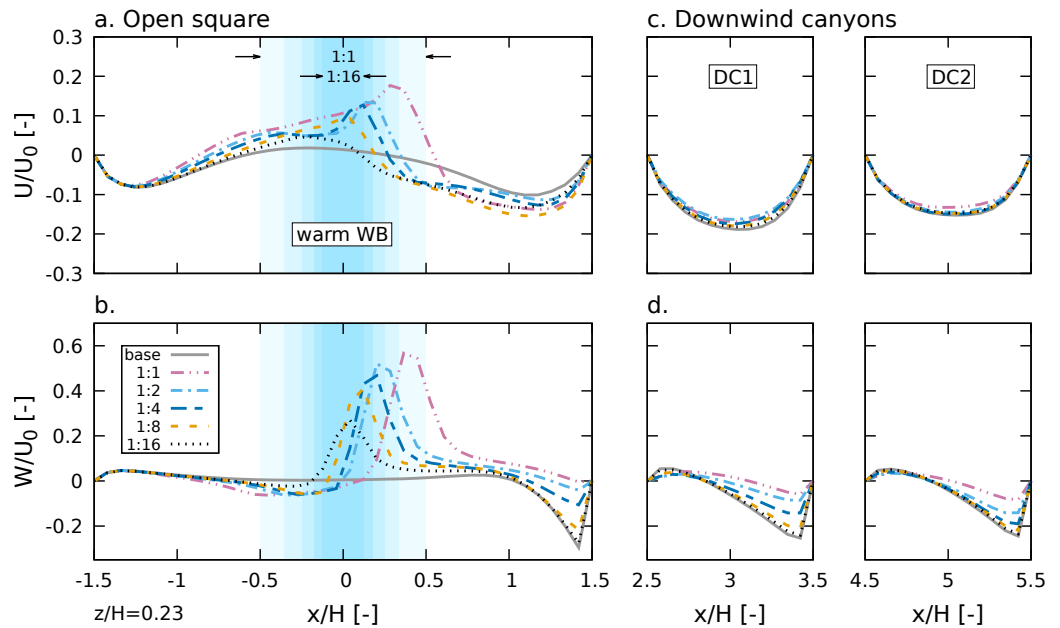 a. Open square
c. Downwind canyons
0.3
0.2
0.1
0
-0.1
-0.2
-0.3
U/U0 [-]
1:1
1:16
warm WB
DC1
DC2
b.
d.
0.6
0.4
0.2
0
-0.2
W/U0 [-]
base
1:1
1:2
1:4
1:8
1:16
-1.5 -1 -0.5 0 0.5 1 1.5
2.5 3 3.5
4.5 5 5.5
z/H=0.23
x/H [-]
x/H [-]
x/H [-]